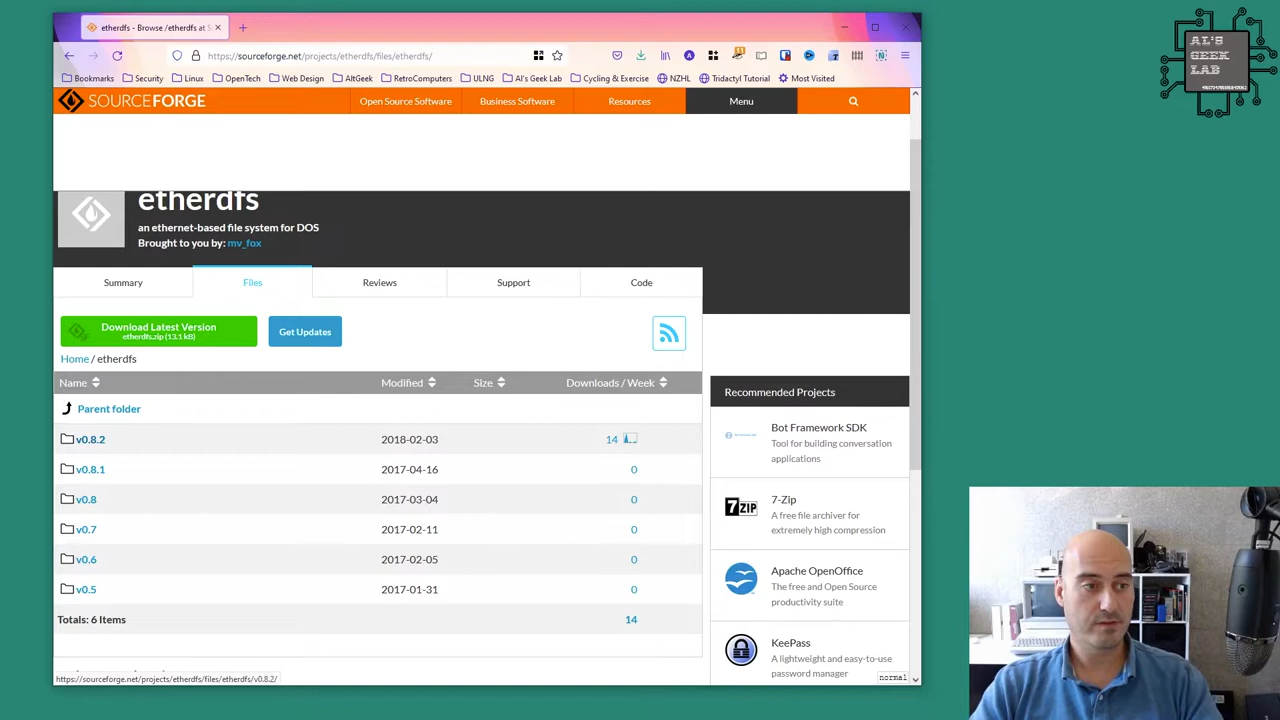 etherdfs - Browse /etherdfs at S
https://sourceforge.net/projects/etherdfs/files/etherdfs/
Bookmarks Security Linux OpenTech Web Design AltGeek RetroComputers ULNG Al's Geek Lab Cycling & Exercise NZHL Tridactyl Tutorial Most Visited
SOURCEFORGE Open Source Software Business Software Resources Menu
etherdfs
an ethernet-based file system for DOS
Brought to you by: mv_fox
Summary Files Reviews Support Code
Download Latest Version
etherdfs.zip (13.1 kB)
Get Updates
Home / etherdfs
Name Modified Size Downloads / Week
Parent folder
v0.8.2 2018-02-03 14
v0.8.1 2017-04-16 0
v0.8 2017-03-04 0
v0.7 2017-02-11 0
v0.6 2017-02-05 0
v0.5 2017-01-31 0
Totals: 6 Items 14
Recommended Projects
Bot Framework SDK
Tool for building conversation
applications
7ZIP
7-Zip
A free file archiver for
extremely high compression
Apache OpenOffice
The free and Open Source
productivity suite
KeePass
A lightweight and easy-to-use
password manager
https://sourceforge.net/projects/etherdfs/files/etherdfs/v0.8.2/
normal
AL'S
GEEK
LAB